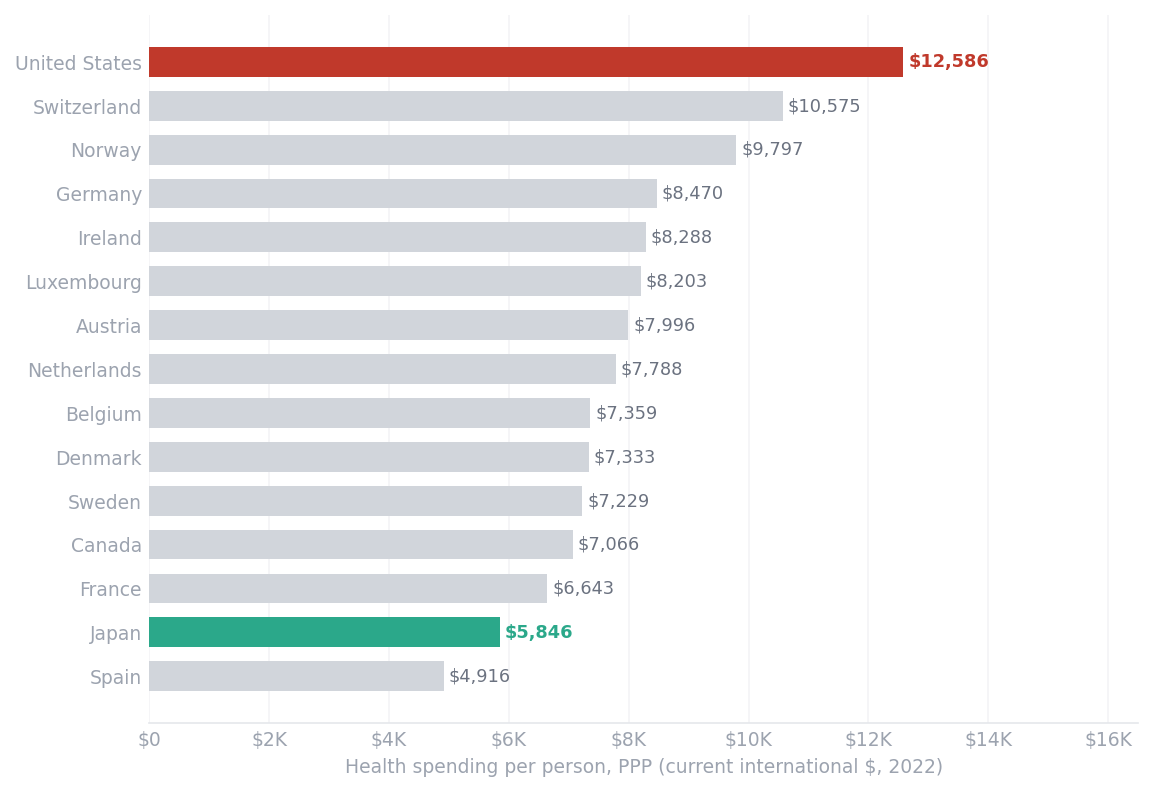 United States $12,586
Switzerland $10,575
Norway $9,797
Germany $8,470
Ireland $8,288
Luxembourg $8,203
Austria $7,996
Netherlands $7,788
Belgium $7,359
Denmark $7,333
Sweden $7,229
Canada $7,066
France $6,643
Japan $5,846
Spain $4,916
$0 $2K $4K $6K $8K $10K $12K $14K $16K
Health spending per person, PPP (current international $, 2022)